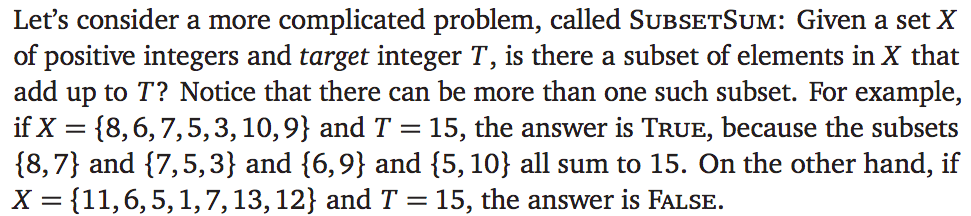 Let's consider a more complicated problem, called SUBSETSUM: Given a set X
of positive integers and target integer T, is there a subset of elements in X that
add up to T? Notice that there can be more than one such subset. For example,
if X = {8, 6, 7, 5, 3, 10, 9} and T = 15, the answer is TRUE, because the subsets
{8, 7} and {7, 5, 3} and {6, 9} and {5, 10} all sum to 15. On the other hand, if
X = {11, 6, 5, 1, 7, 13, 12} and T = 15, the answer is FALSE.